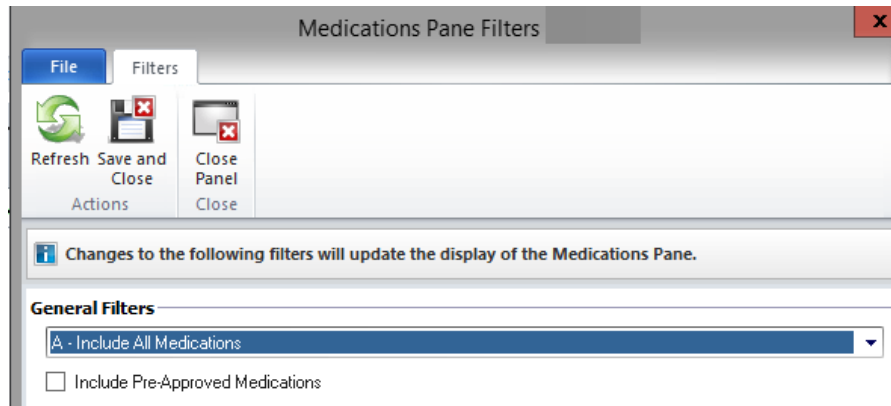 Medications Pane Filters
x
File
Filters
Refresh
Save and
Close
Close
Panel
Actions
Close
Changes to the following filters will update the display of the Medications Pane.
General Filters
A - Include All Medications
Include Pre-Approved Medications